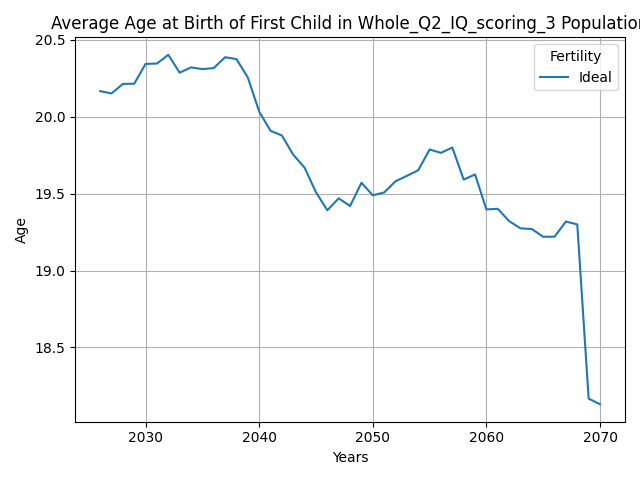 Average Age at Birth of First Child in Whole_Q2_IQ_scoring_3 Population
20.5
20.0
19.5
19.0
18.5
Age
Fertility
Ideal
2030 2040 2050 2060 2070
Years